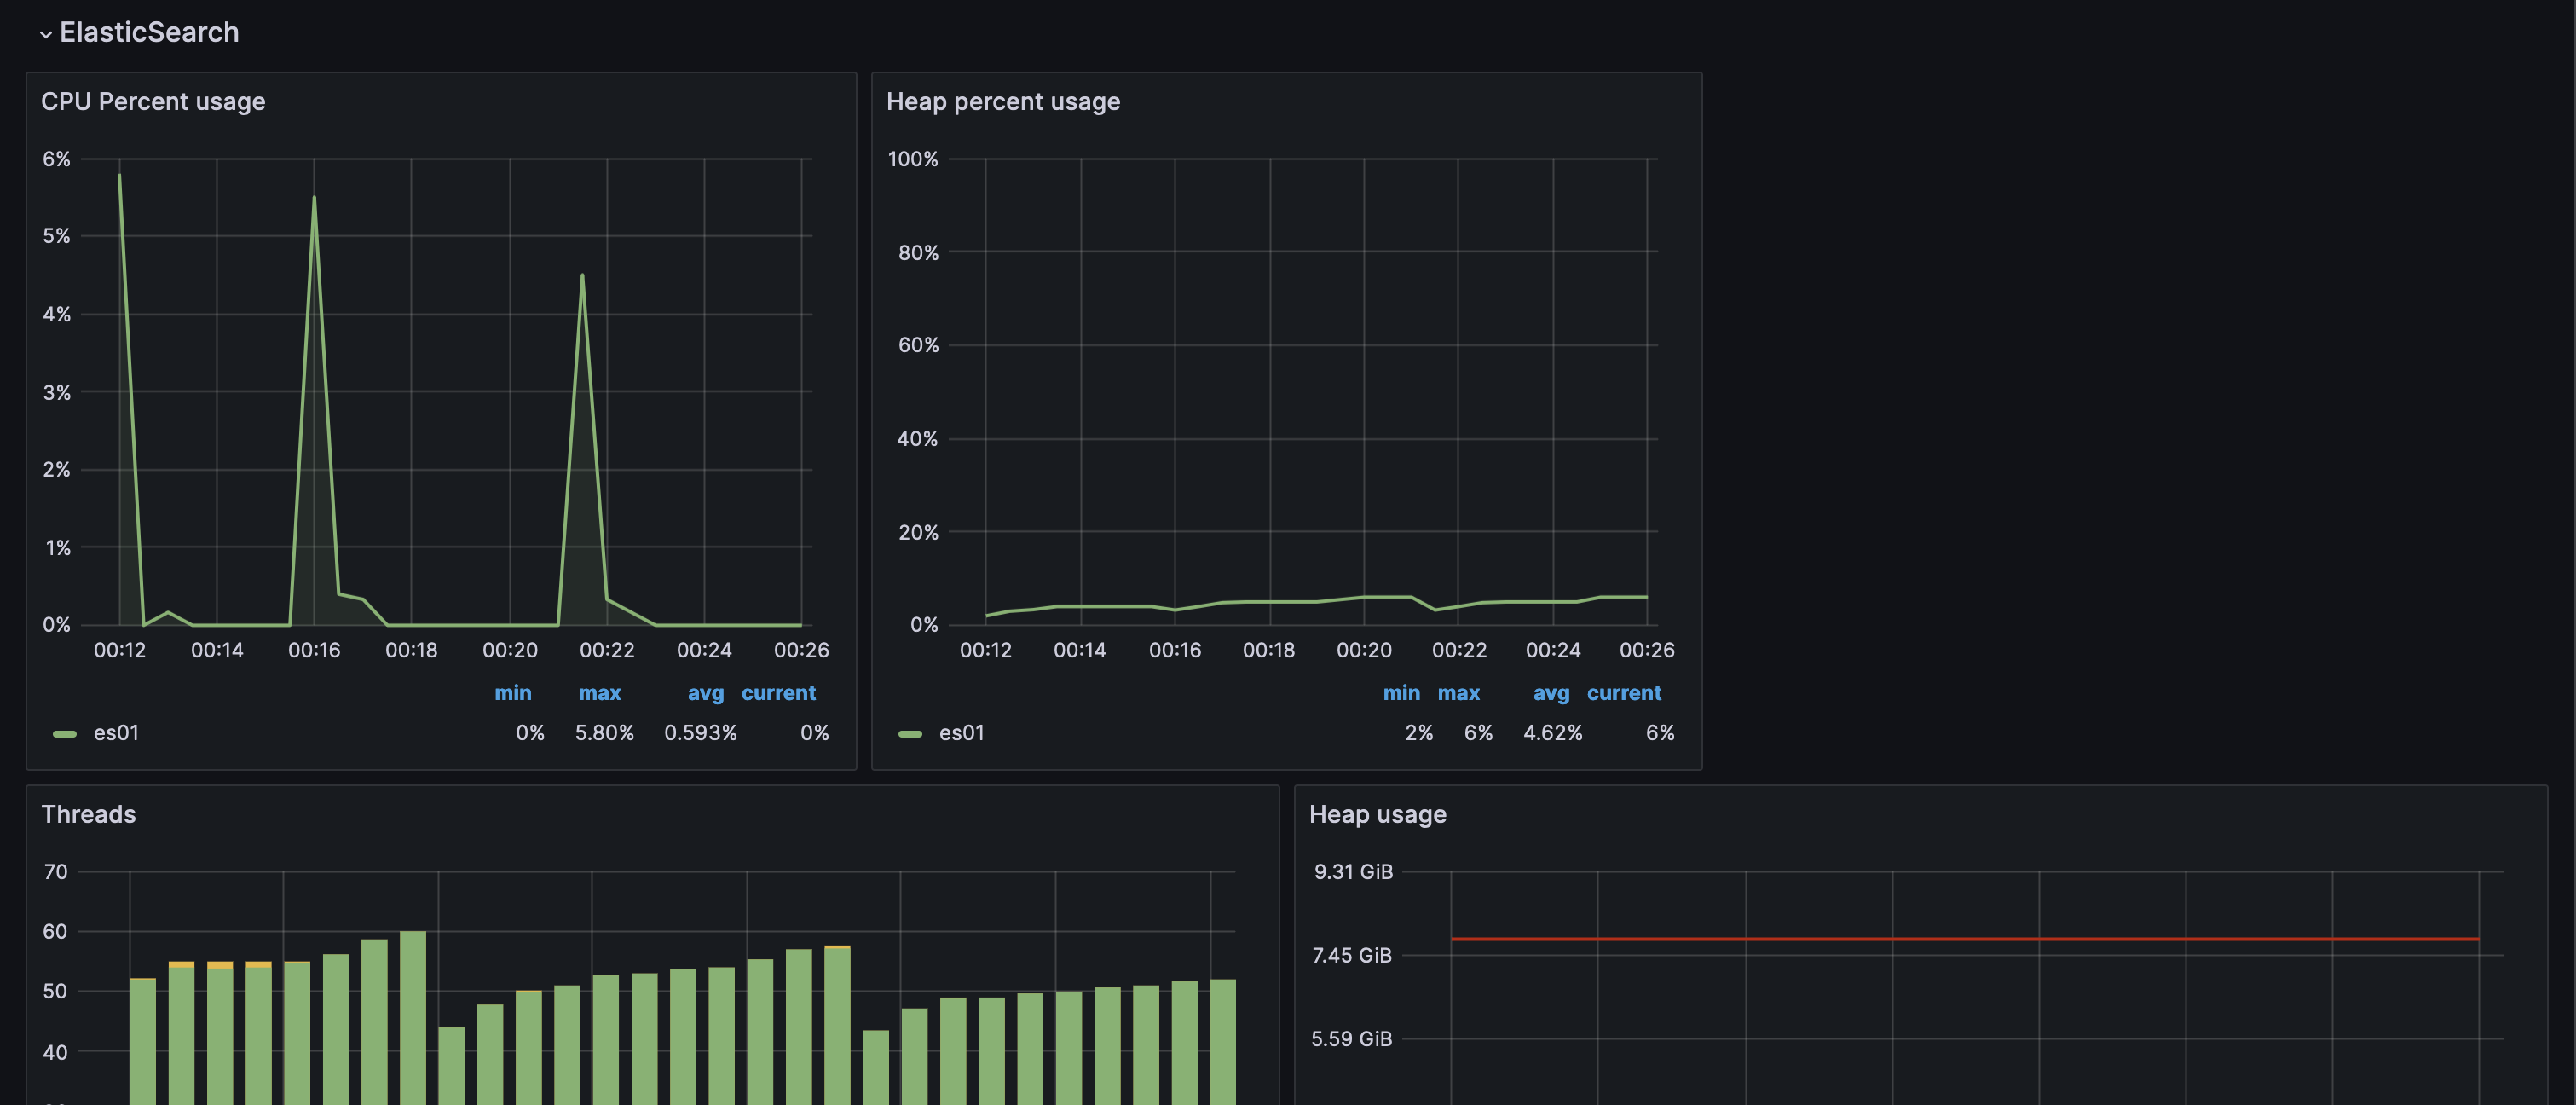 ElasticSearch
CPU Percent usage
6%
5%
4%
3%
2%
1%
0%
00:12 00:14 00:16 00:18 00:20 00:22 00:24 00:26
min max avg current
es01 0% 5.80% 0.593% 0%
Heap percent usage
100%
80%
60%
40%
20%
0%
00:12 00:14 00:16 00:18 00:20 00:22 00:24 00:26
min max avg current
es01 2% 6% 4.62% 6%
Threads
70
60
50
40
Heap usage
9.31 GiB
7.45 GiB
5.59 GiB